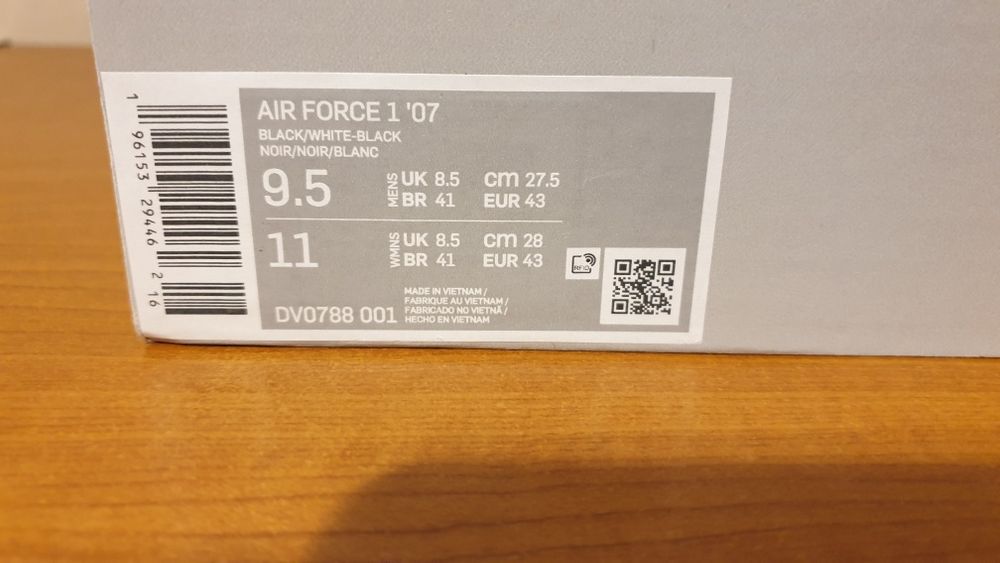 AIR FORCE 1 '07
BLACK/WHITE-BLACK
NOIR/NOIR/BLANC
9.5 MENS UK 8.5 cm 27.5
BR 41 EUR 43
11 WMNS UK 8.5 cm 28
BR 41 EUR 43
DV0788 001
MADE IN VIETNAM /
FABRIQUE AU VIETNAM /
FABRICADO NO VIETNÃ /
HECHO EN VIETNAM
RFID
1 96153 29446 2 16